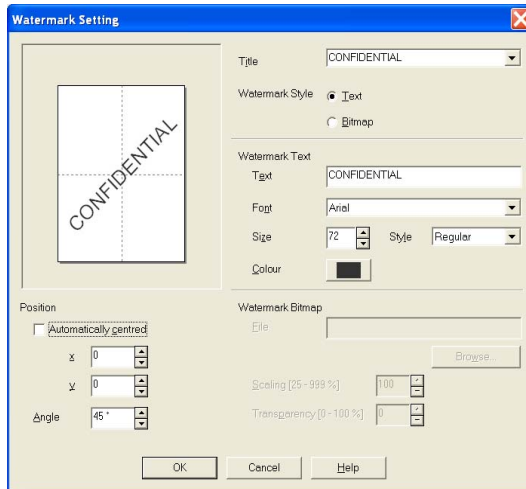 Watermark Setting
CONFIDENTIAL
Title
CONFIDENTIAL
Watermark Style
Text
Bitmap
Watermark Text
Text
CONFIDENTIAL
Font
Arial
Size
72
Style
Regular
Colour
Position
Automatically centred
x
0
y
0
Angle
45 °
Watermark Bitmap
File
Browse...
Scaling [25 - 999 %]
100
Transparency [0 - 100 %]
0
OK
Cancel
Help